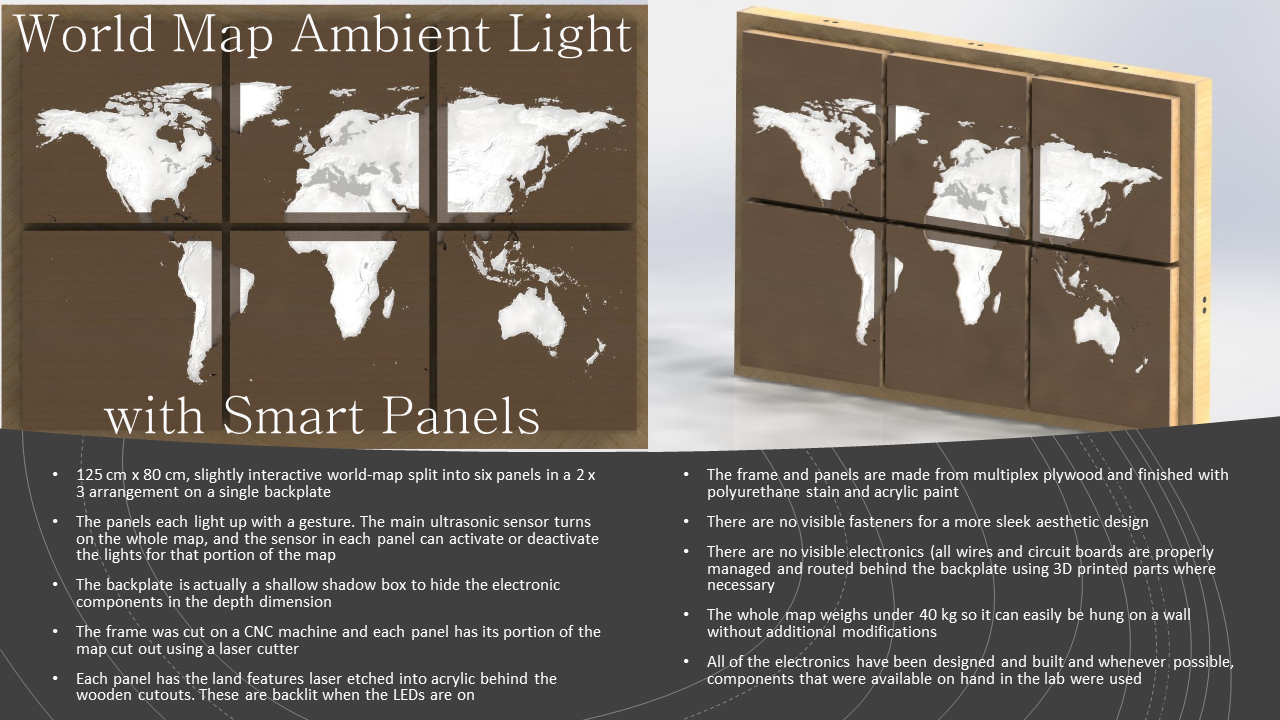 World Map Ambient Light
with Smart Panels
• 125 cm x 80 cm, slightly interactive world-map split into six panels in a 2 x
3 arrangement on a single backplate
• The panels each light up with a gesture. The main ultrasonic sensor turns
on the whole map, and the sensor in each panel can activate or deactivate
the lights for that portion of the map
• The backplate is actually a shallow shadow box to hide the electronic
components in the depth dimension
• The frame was cut on a CNC machine and each panel has its portion of the
map cut out using a laser cutter
• Each panel has the land features laser etched into acrylic behind the
wooden cutouts. These are backlit when the LEDs are on
• The frame and panels are made from multiplex plywood and finished with
polyurethane stain and acrylic paint
• There are no visible fasteners for a more sleek aesthetic design
• There are no visible electronics (all wires and circuit boards are properly
managed and routed behind the backplate using 3D printed parts where
necessary
• The whole map weighs under 40 kg so it can easily be hung on a wall
without additional modifications
• All of the electronics have been designed and built and whenever possible,
components that were available on hand in the lab were used